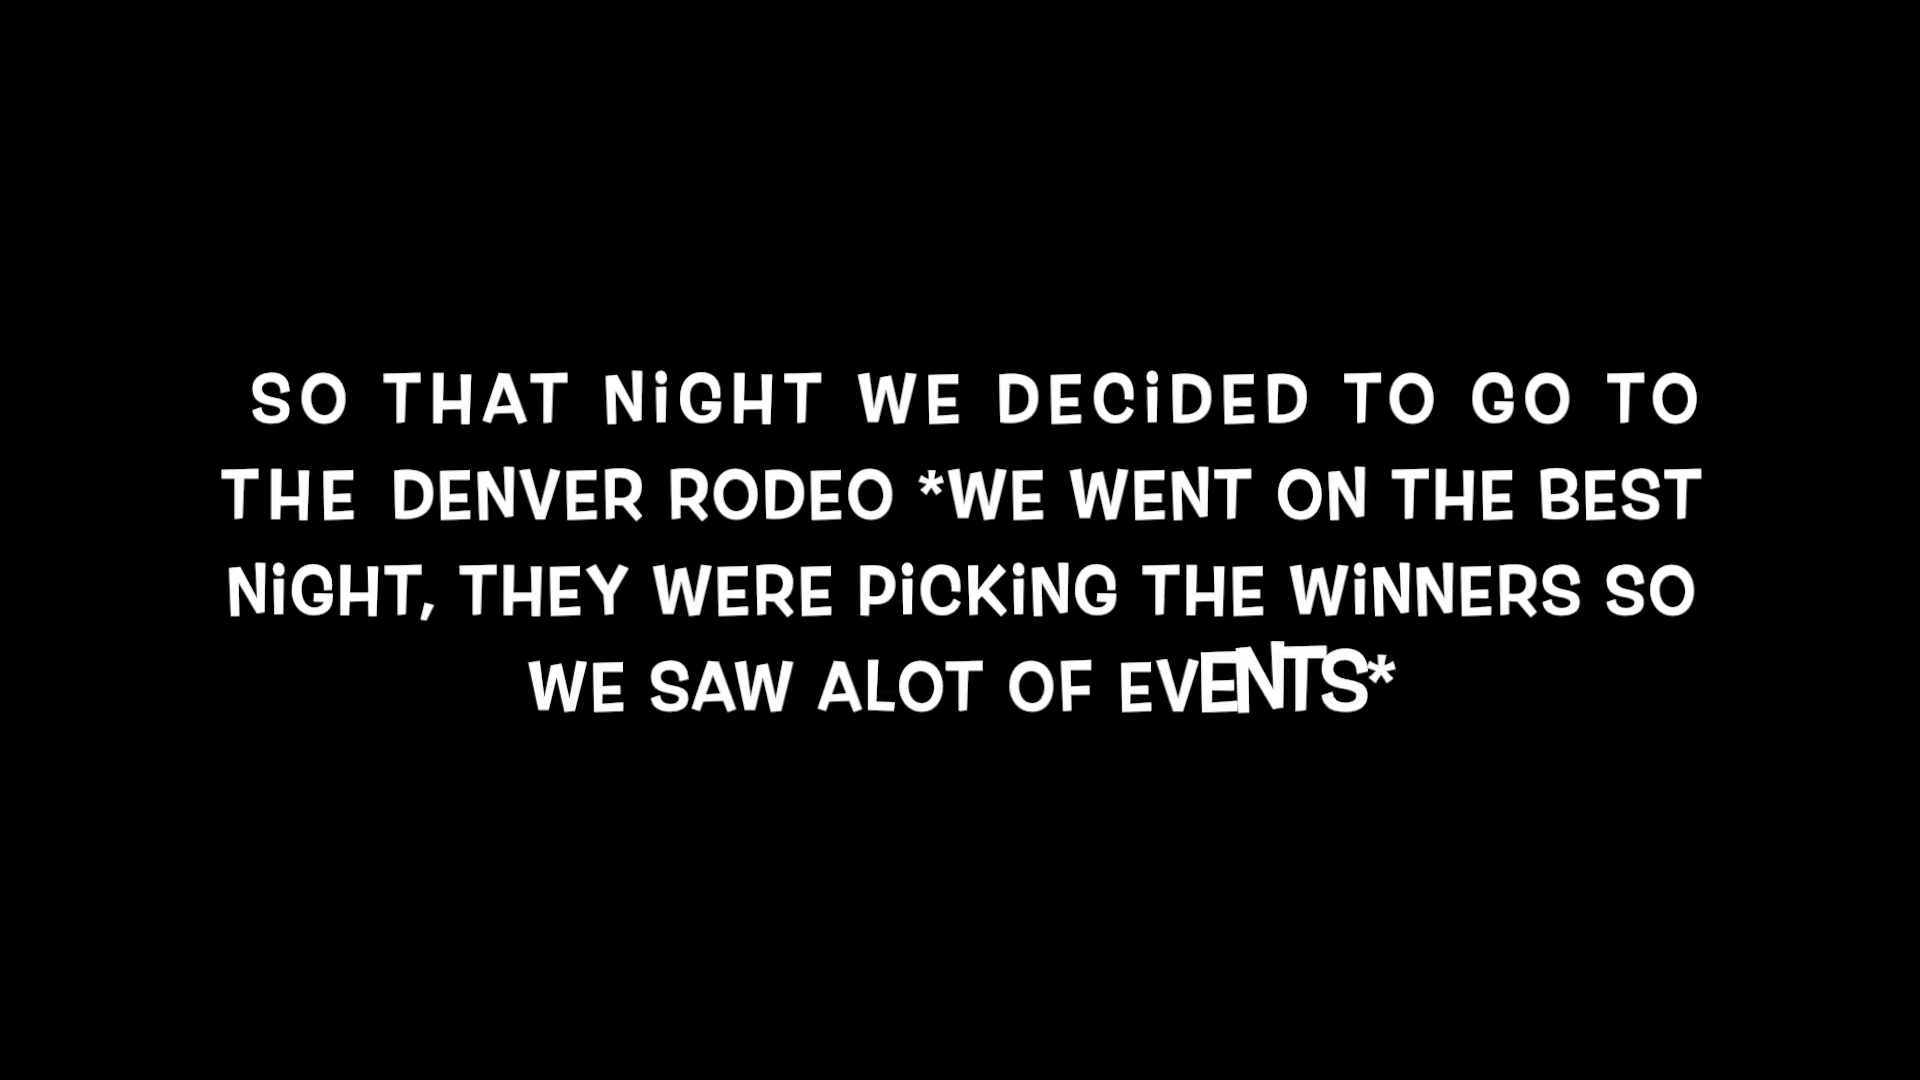 SO THAT NiGHT WE DECiDED TO GO TO
THE DENVER RODEO *WE WENT ON THE BEST
NiGHT, THEY WERE PiCKiNG THE WiNNERS SO
WE SAW ALOT OF EVENTS*